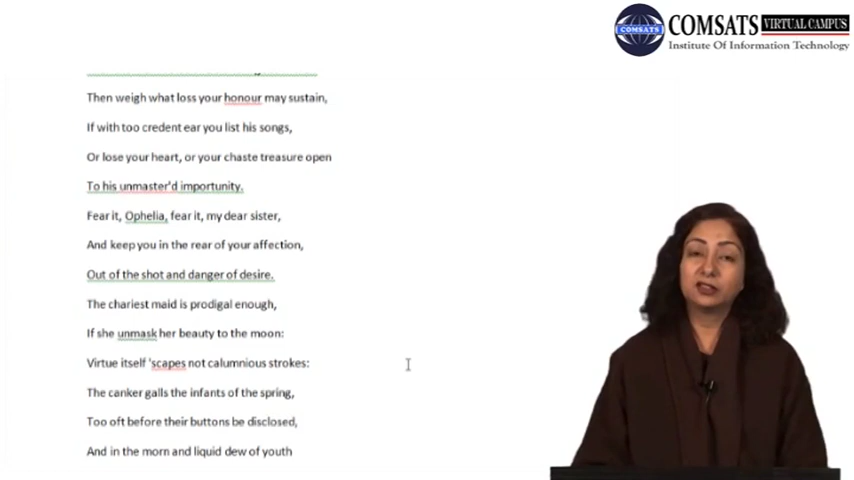 COMSATS
COMSATS
VIRTUAL CAMPUS
Institute Of Information Technology
Then weigh what loss your honour may sustain,
If with too credent ear you list his songs,
Or lose your heart, or your chaste treasure open
To his unmaster'd importunity.
Fear it, Ophelia, fear it, my dear sister,
And keep you in the rear of your affection,
Out of the shot and danger of desire.
The chariest maid is prodigal enough,
If she unmask her beauty to the moon:
Virtue itself 'scapes not calumnious strokes:
The canker galls the infants of the spring,
Too oft before their buttons be disclosed,
And in the morn and liquid dew of youth